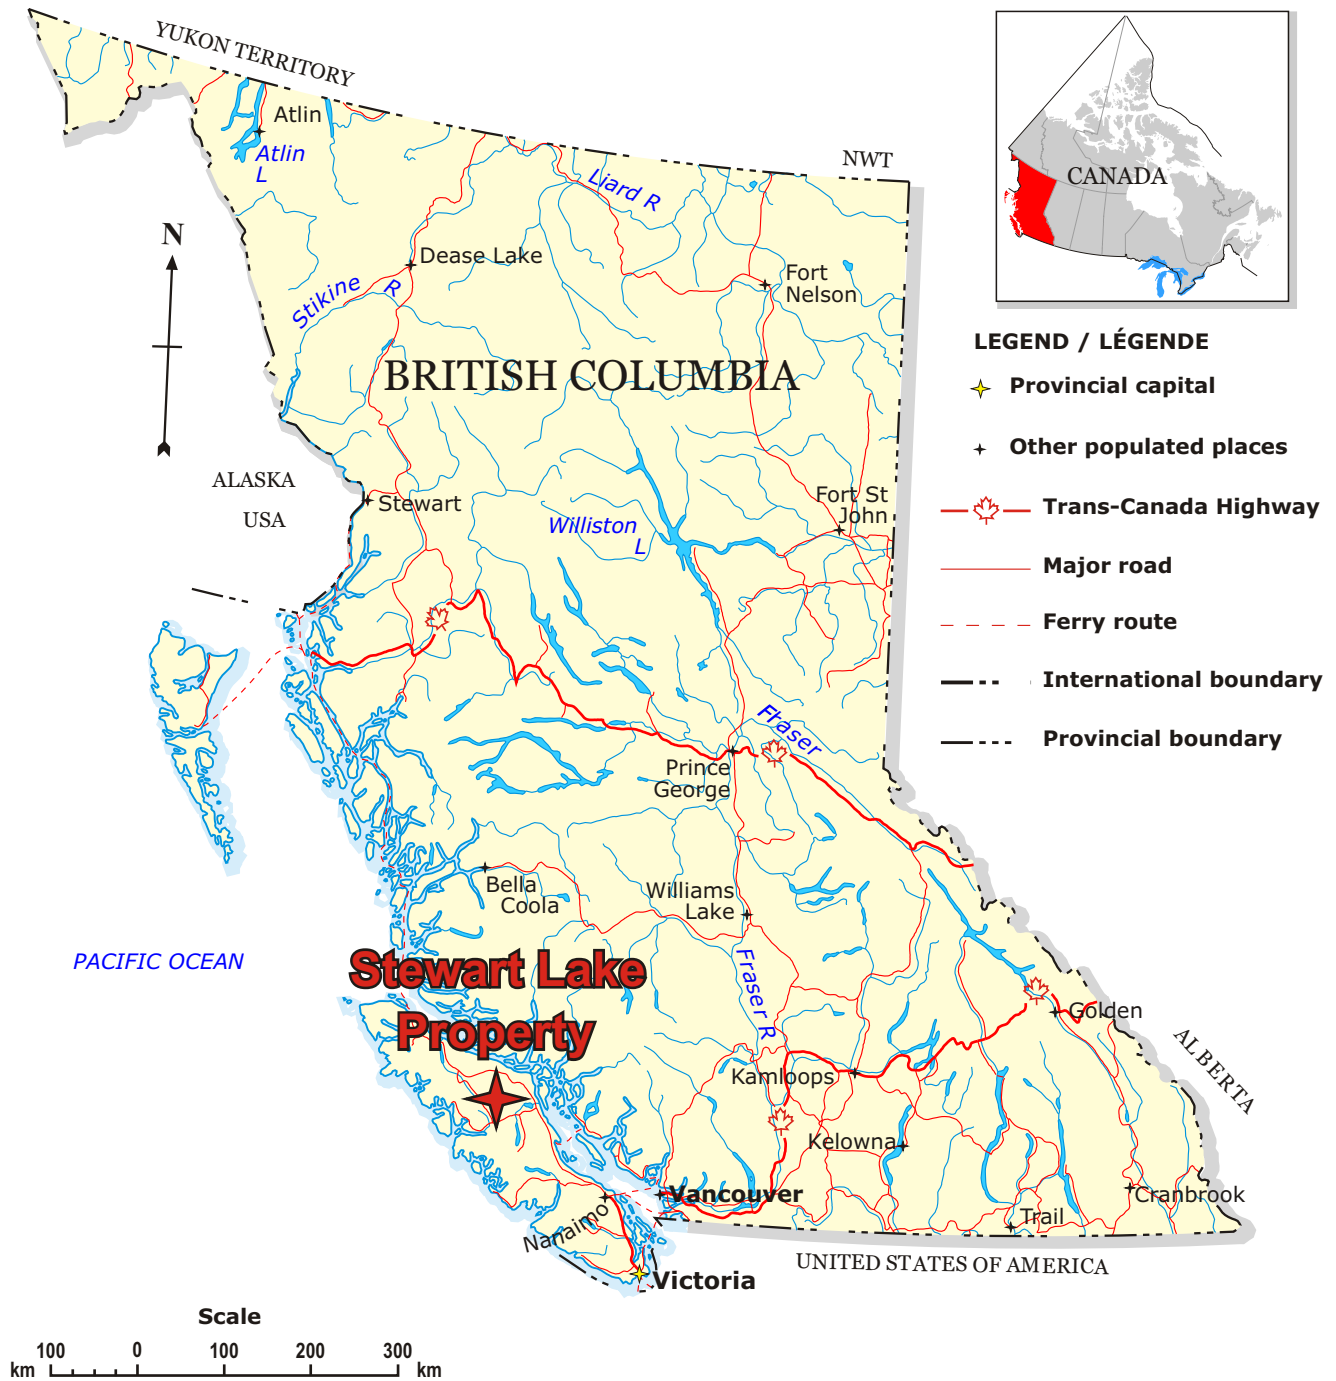 YUKON TERRITORY
NWT
CANADA
Atlin
Atlin
L
Liard R
N
Dease Lake
Stikine R
Fort
Nelson
BRITISH COLUMBIA
LEGEND / LÉGENDE
Provincial capital
Other populated places
Trans-Canada Highway
Major road
Ferry route
International boundary
Provincial boundary
ALASKA
USA
Stewart
Fort St
John
Williston
L
Fraser
Prince
George
Bella
Coola
Williams
Lake
PACIFIC OCEAN
Stewart Lake
Property
Fraser R
Golden
ALBERTA
Kamloops
Kelowna
Vancouver
Cranbrook
Trail
Nanaimo
UNITED STATES OF AMERICA
Victoria
Scale
100 0 100 200 300
km km